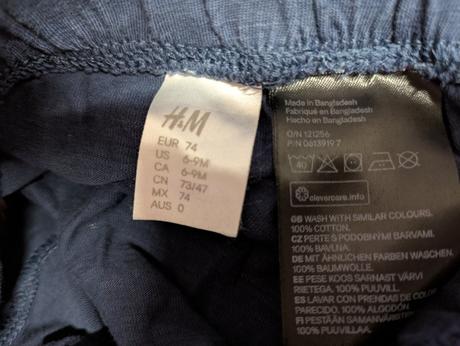 H&M
EUR 74
US 6-9M
CA 6-9M
CN 73/47
MX 74
AUS 0
Made in Bangladesh
Fabriqué en Bangladesh
Hecho en Bangladesh
O/N 121256
P/N 0613919 7
40
clevercare.info
GB WASH WITH SIMILAR COLOURS.
100% COTTON.
CZ PERTE S PODOBNÝMI BARVAMI.
100% BAVLNA.
DE MIT ÄHNLICHEN FARBEN WASCHEN.
100% BAUMWOLLE.
EE PESE KOOS SARNAST VÄRVI
RIIETEGA. 100% PUUVILL.
ES LAVAR CON PRENDAS DE COLOR
PARECIDO. 100% ALGODÓN.
FI PESTÄÄN SAMANVÄRISTEN
100% PUUVILLAA.